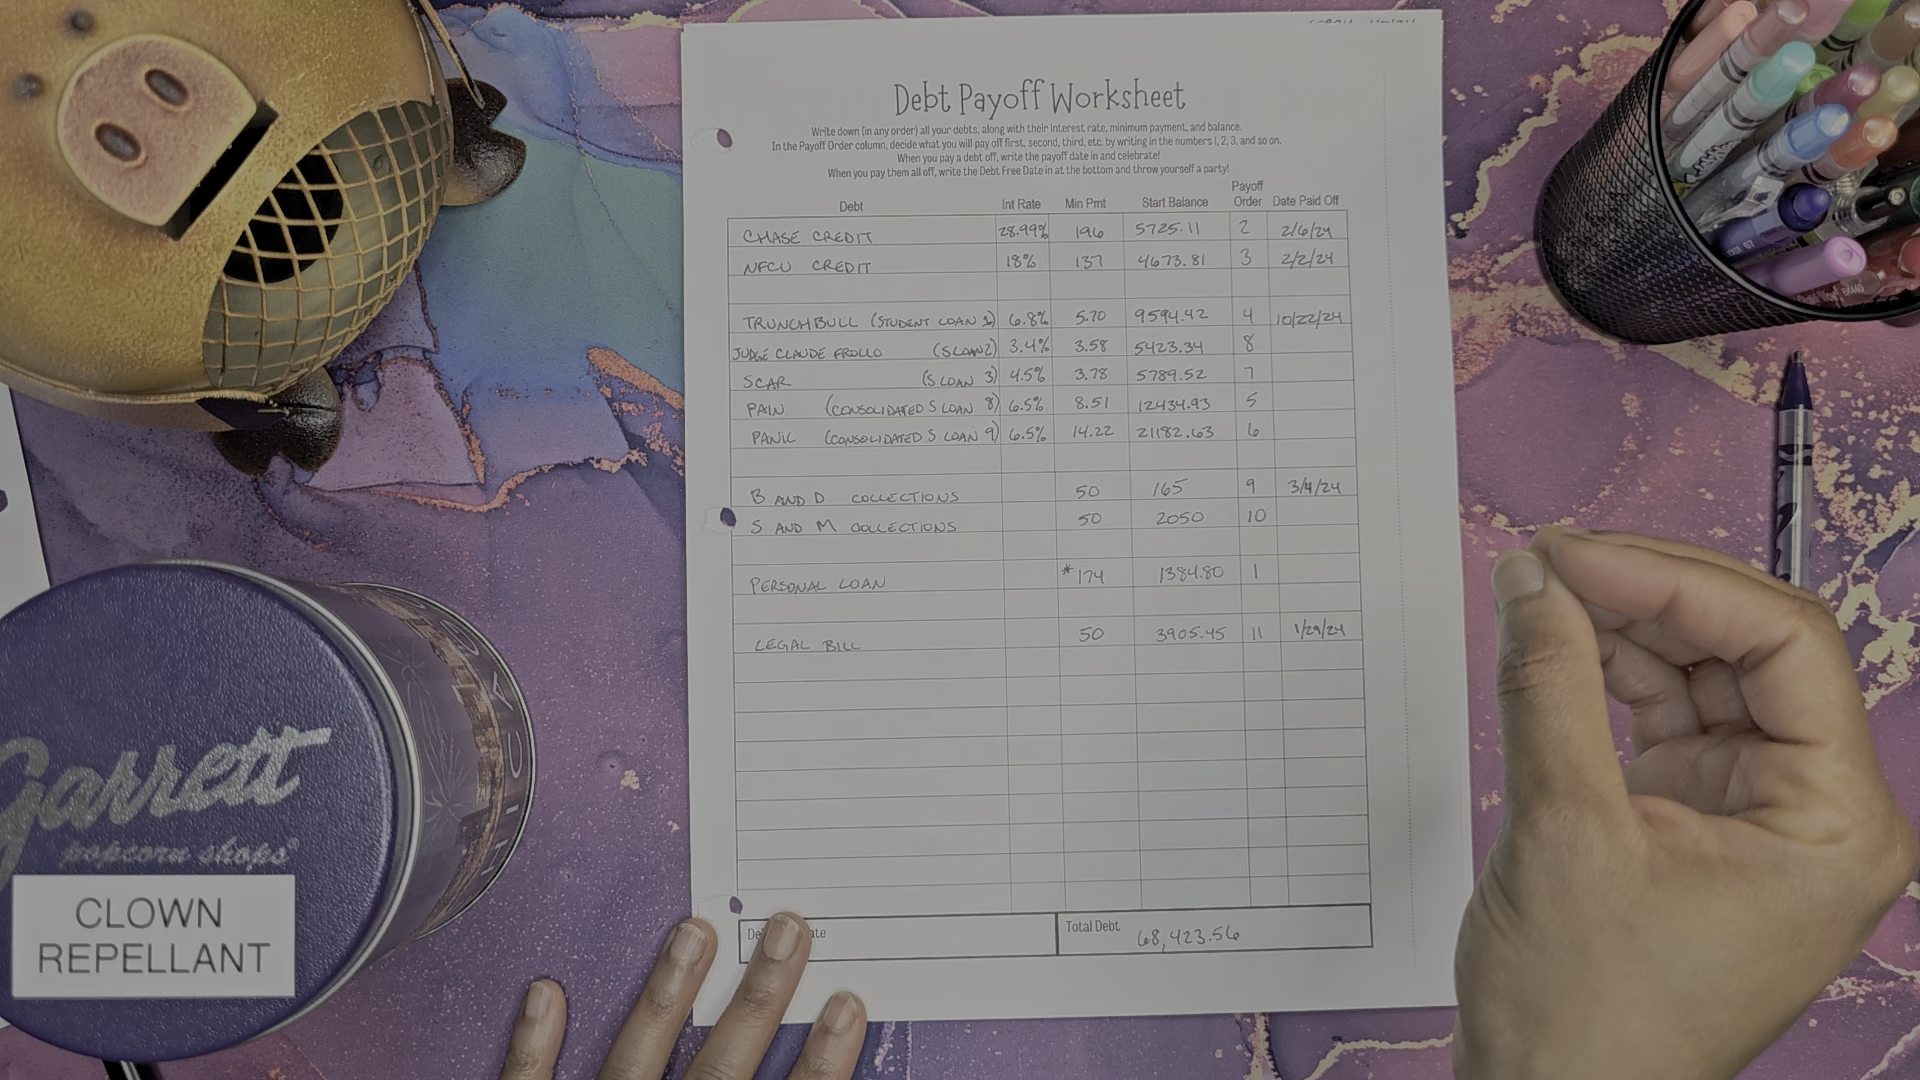 Debt Payoff Worksheet
Write down (in any order) all your debts, along with their interest rate, minimum payment, and balance.
In the Payoff Order column, decide what you will pay off first, second, third, etc. by writing in the numbers 1, 2, 3, and so on.
When you pay a debt off, write the payoff date in and celebrate!
When you pay them all off, write the Debt Free Date in at the bottom and throw yourself a party!
Debt Int Rate Min Pmt Start Balance Payoff Order Date Paid Off
CHASE CREDIT 28.99% 196 5725.11 2 2/6/24
NFCU CREDIT 18% 137 4673.81 3 2/2/24
TRUNCHBULL (STUDENT LOAN 1) 6.8% 5.70 9594.42 4 10/22/24
JUDGE CLAUDE FROLLO (S LOAN 2) 3.4% 3.58 5423.34 8
SCAR (S LOAN 3) 4.5% 3.78 5789.52 7
PAIN (CONSOLIDATED S LOAN 8) 6.5% 8.51 12434.93 5
PANIC (CONSOLIDATED S LOAN 9) 6.5% 14.22 21182.63 6
B AND D COLLECTIONS 50 165 9 3/4/24
S AND M COLLECTIONS 50 2050 10
PERSONAL LOAN *174 1384.80 1
LEGAL BILL 50 3905.45 11 1/29/24
Total Debt 68,423.56
Garrett
popcorn shops
CLOWN
REPELLANT